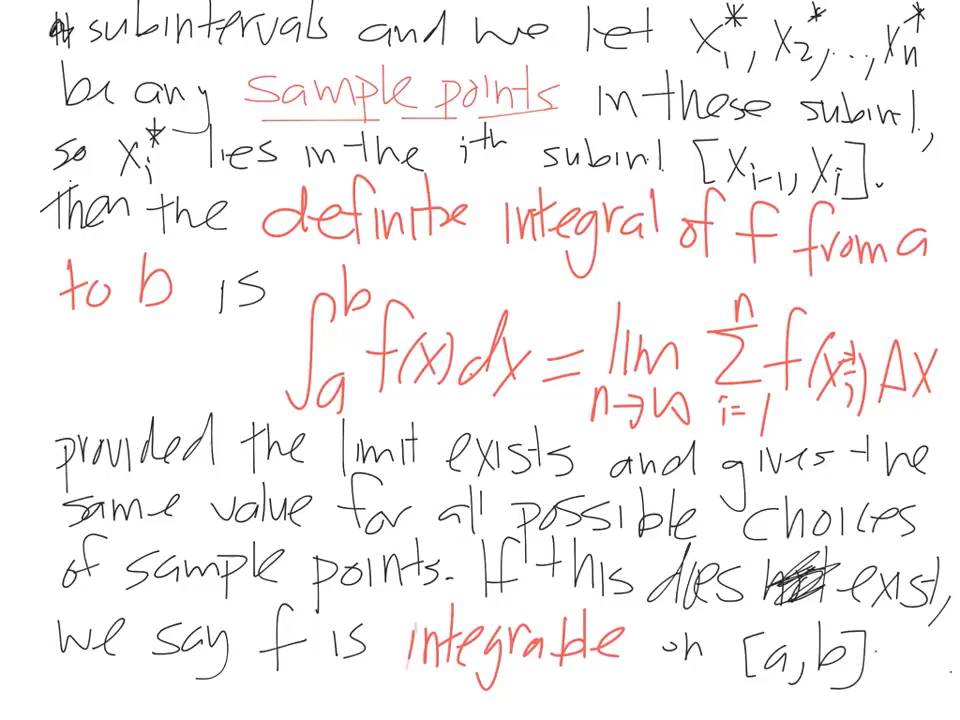 subintervals and we let x₁*, x₂*, .., xₙ*
be any sample points in these subinl,
so xᵢ* lies in the iᵗʰ subinl [xᵢ₋₁, xᵢ].
then the definite integral of f from a
to b is
∫ₐᵇ f(x) dx = lim n→∞ ∑ i=1 n f(xᵢ*) Δx
provided the limit exists and gives the
same value for all possible choices
of sample points. If this does exist,
we say f is integrable on [a,b].